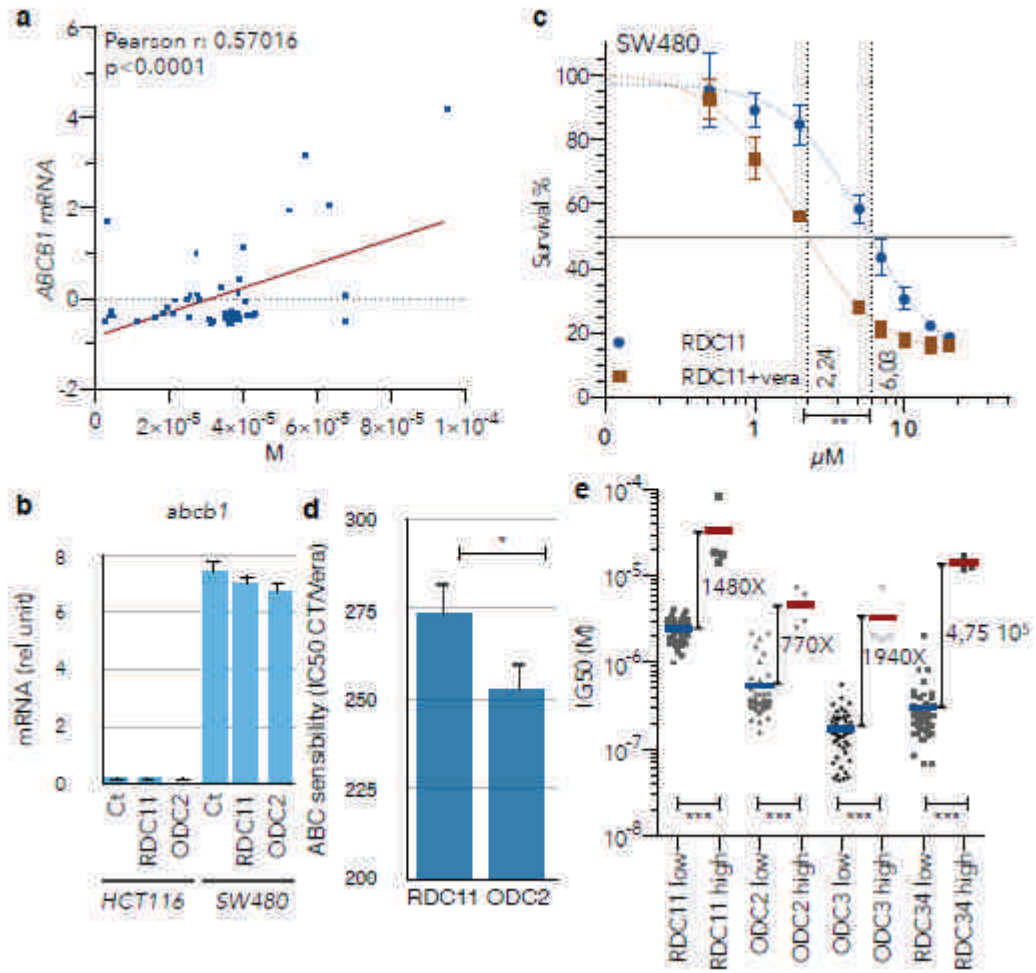 a
Pearson r: 0.57016
p<0.0001
6
4
2
0
-2
ABCB1 mRNA
0
2×10⁻⁵
4×10⁻⁵
6×10⁻⁵
8×10⁻⁵
1×10⁻⁴
M
c
SW480
100
80
60
40
20
0
Survival %
RDC11
RDC11+vera
2,24
6,03
**
0
1
10
µM
b
abcb1
8
6
4
2
0
mRNA (rel unit)
Ct
RDC11
ODC2
Ct
RDC11
ODC2
HCT116
SW480
d
300
275
250
225
200
ABC sensibility (IC50 CT/Vera)
*
RDC11
ODC2
e
10⁻⁴
10⁻⁵
10⁻⁶
10⁻⁷
10⁻⁸
IG50 (M)
1480X
770X
1940X
4,75 10⁵
***
***
***
***
RDC11 low
RDC11 high
ODC2 low
ODC2 high
ODC3 low
ODC3 high
RDC34 low
RDC34 high